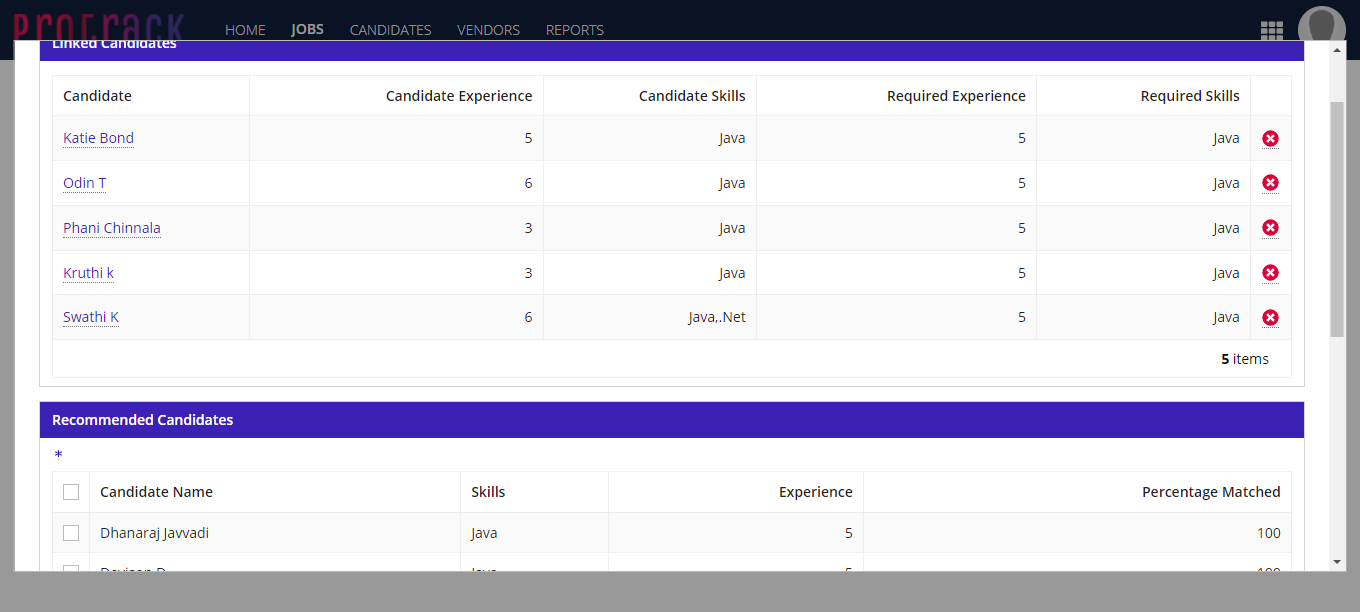 ProTrack HOME JOBS CANDIDATES VENDORS REPORTS
Linked Candidates
Candidate Candidate Experience Candidate Skills Required Experience Required Skills
Katie Bond 5 Java 5 Java
Odin T 6 Java 5 Java
Phani Chinnala 3 Java 5 Java
Kruthi k 3 Java 5 Java
Swathi K 6 Java,.Net 5 Java
5 items
Recommended Candidates
*
Candidate Name Skills Experience Percentage Matched
Dhanaraj Javvadi Java 5 100
Java 5 100